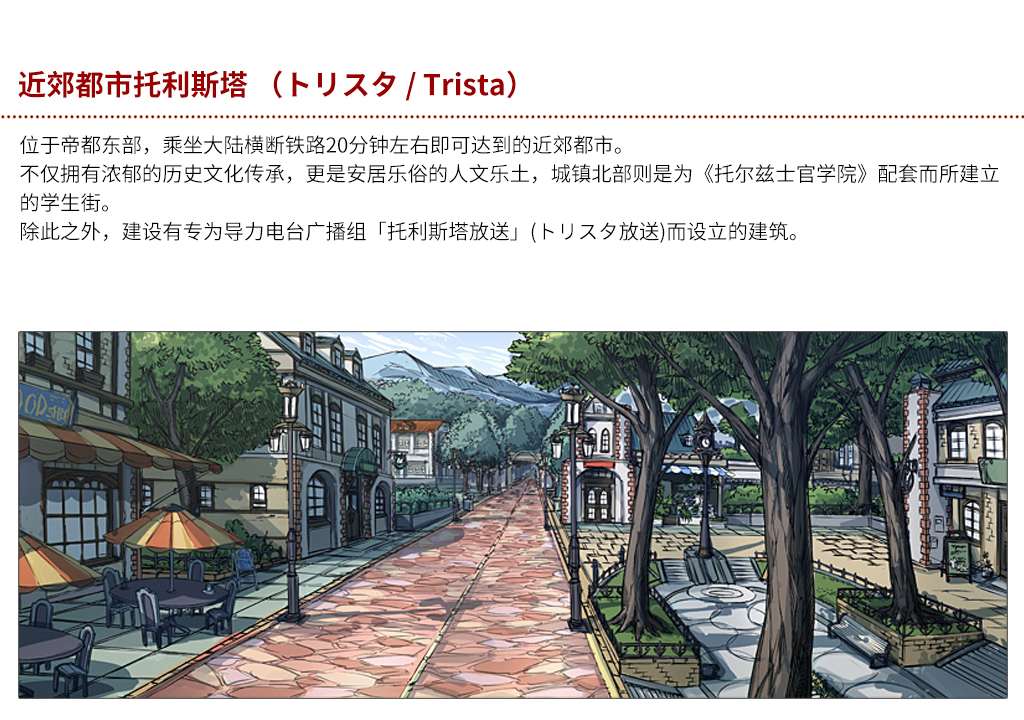 近郊都市托利斯塔 （トリスタ / Trista）
位于帝都东部，乘坐大陆横断铁路20分钟左右即可达到的近郊都市。
不仅拥有浓郁的历史文化传承，更是安居乐俗的人文乐土，城镇北部则是为《托尔兹士官学院》配套而所建立
的学生街。
除此之外，建设有专为导力电台广播组「托利斯塔放送」(トリスタ放送)而设立的建筑。